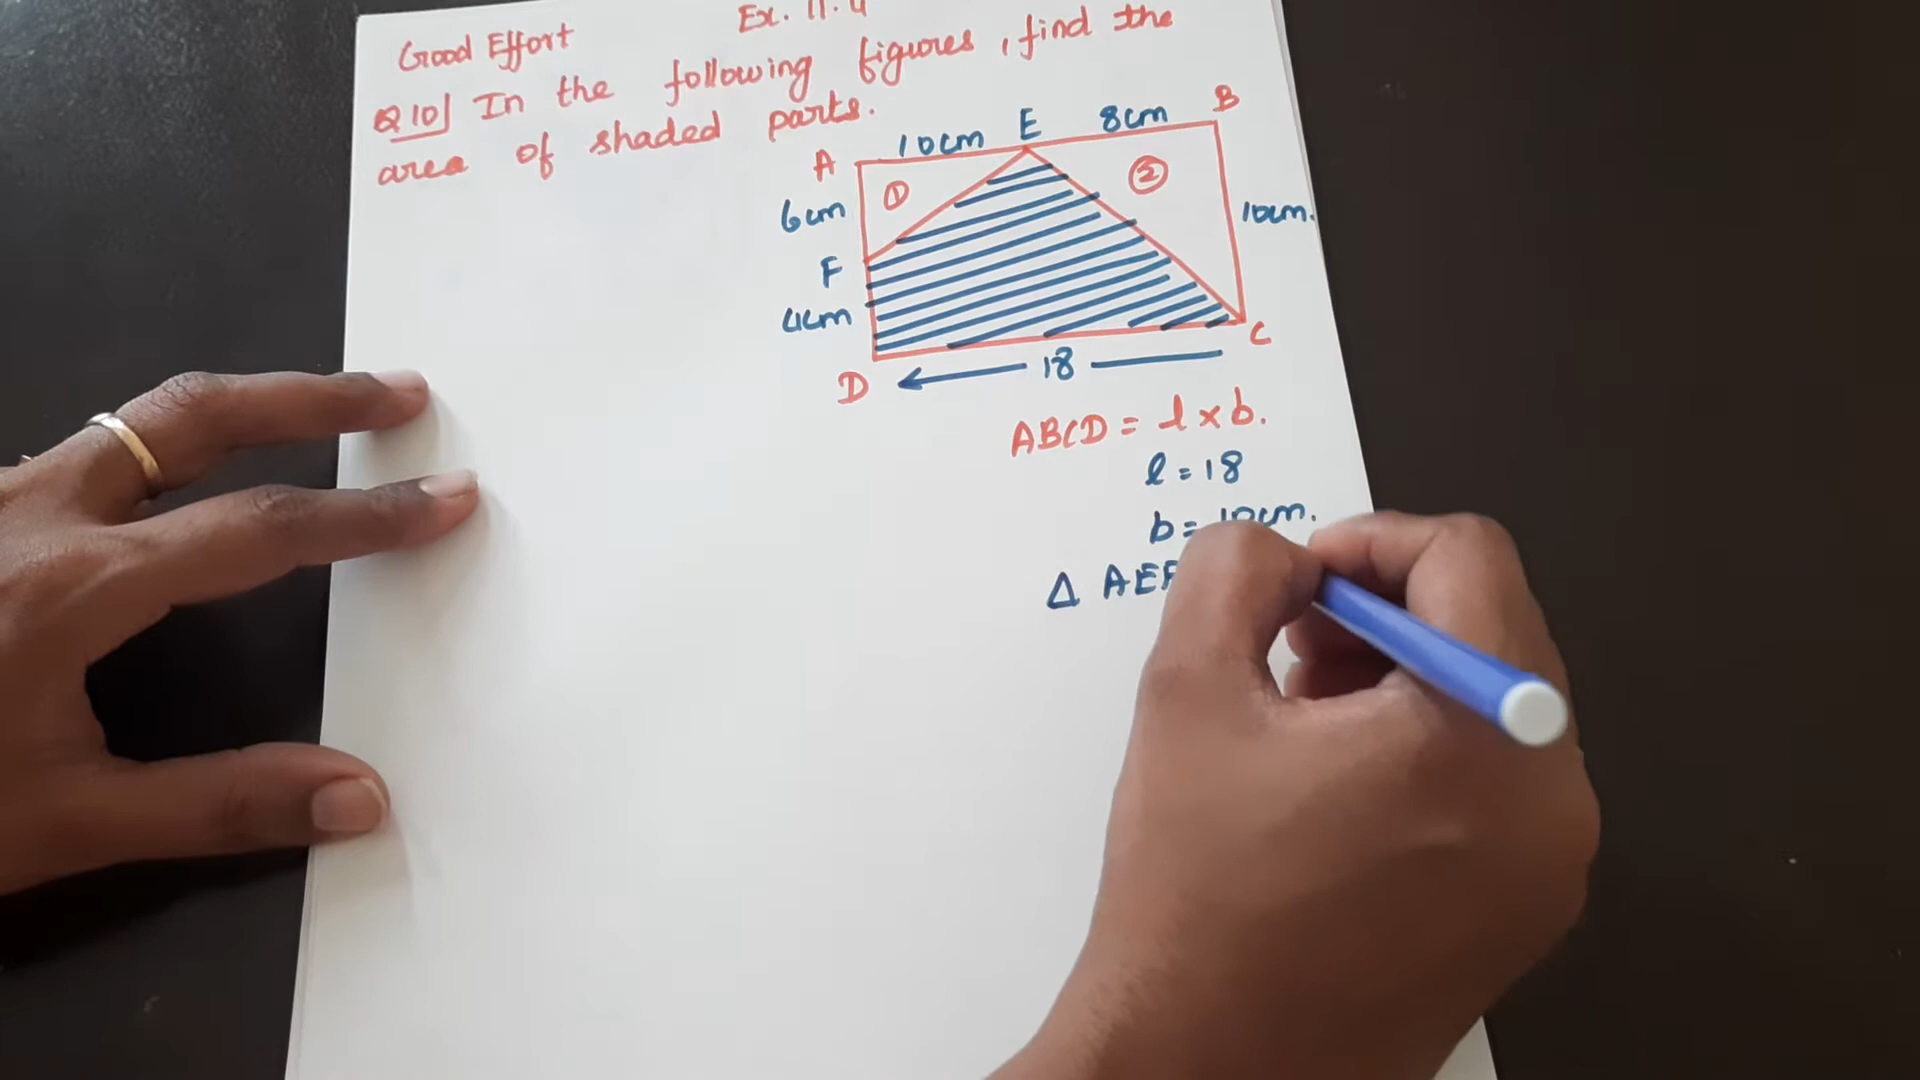 Good Effort
Ex. 11.4
Q10] In the following figures, find the
area of shaded parts.
A 10cm E 8cm B
① ②
6cm 10cm.
F
4cm
D 18 C
ABCD = l x b.
l = 18
b = 10cm.
Δ